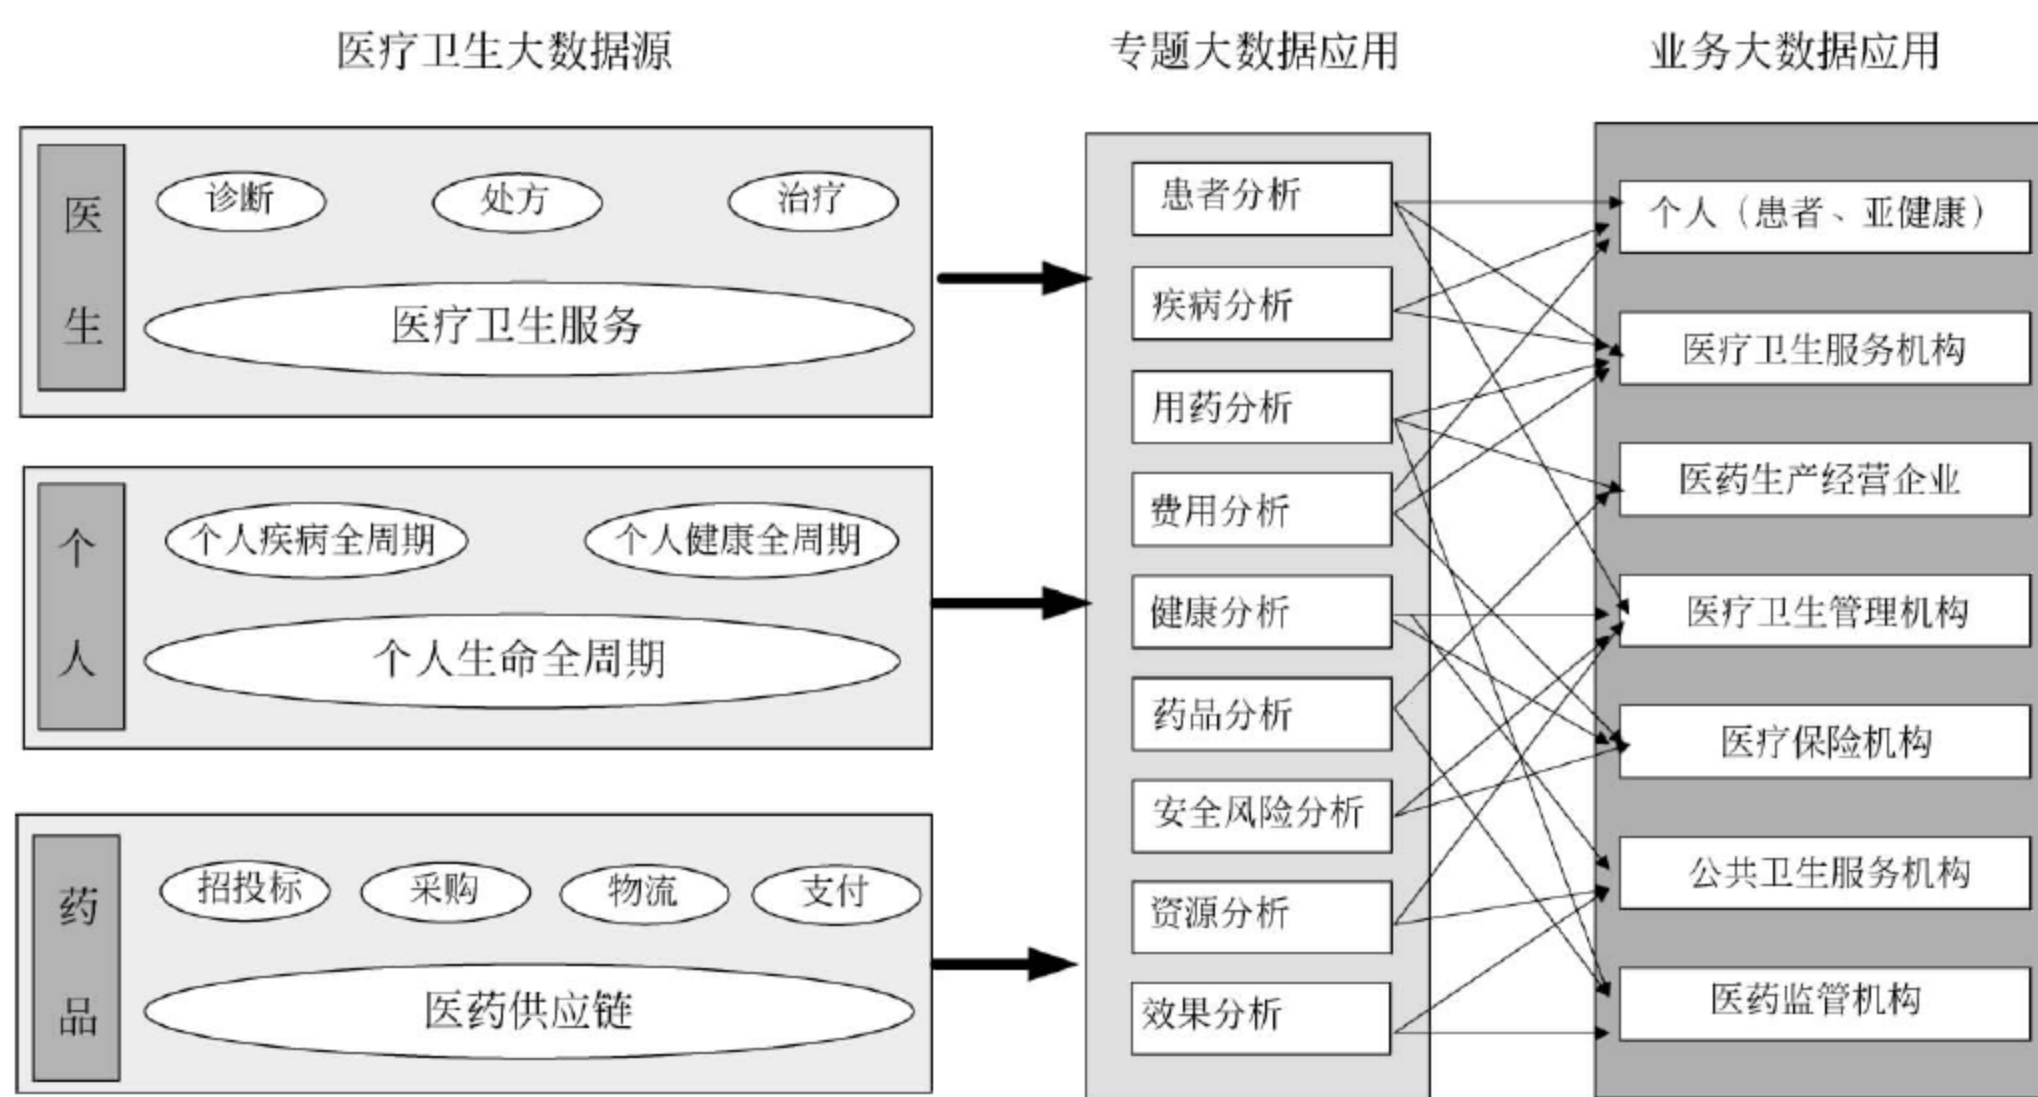 医疗卫生大数据源
专题大数据应用
业务大数据应用
医生
诊断
处方
治疗
医疗卫生服务
个人
个人疾病全周期
个人健康全周期
个人生命全周期
药品
招投标
采购
物流
支付
医药供应链
患者分析
疾病分析
用药分析
费用分析
健康分析
药品分析
安全风险分析
资源分析
效果分析
个人（患者、亚健康）
医疗卫生服务机构
医药生产经营企业
医疗卫生管理机构
医疗保险机构
公共卫生服务机构
医药监管机构